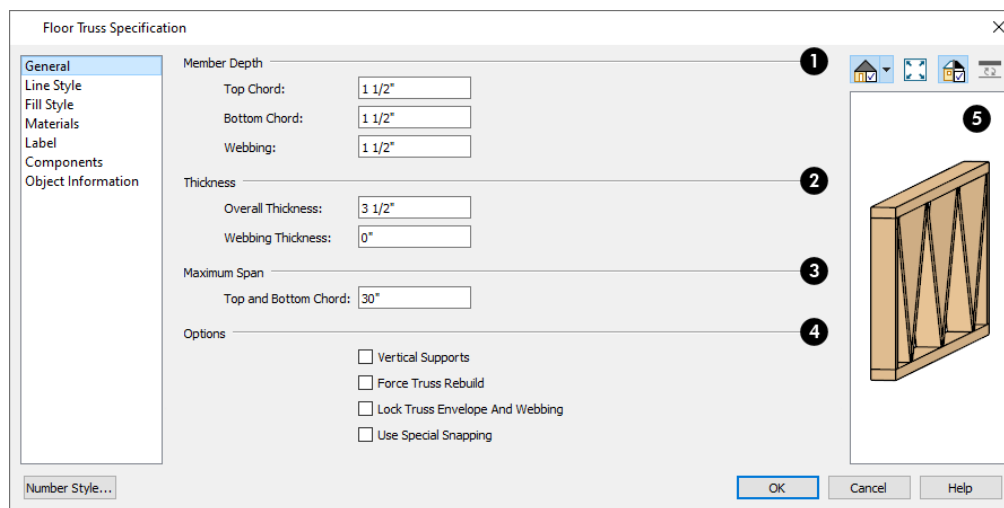 Floor Truss Specification
General
Line Style
Fill Style
Materials
Label
Components
Object Information
Member Depth 1
Top Chord: 1 1/2"
Bottom Chord: 1 1/2"
Webbing: 1 1/2"
Thickness 2
Overall Thickness: 3 1/2"
Webbing Thickness: 0"
Maximum Span 3
Top and Bottom Chord: 30"
Options 4
Vertical Supports
Force Truss Rebuild
Lock Truss Envelope And Webbing
Use Special Snapping
5
Number Style...
OK
Cancel
Help